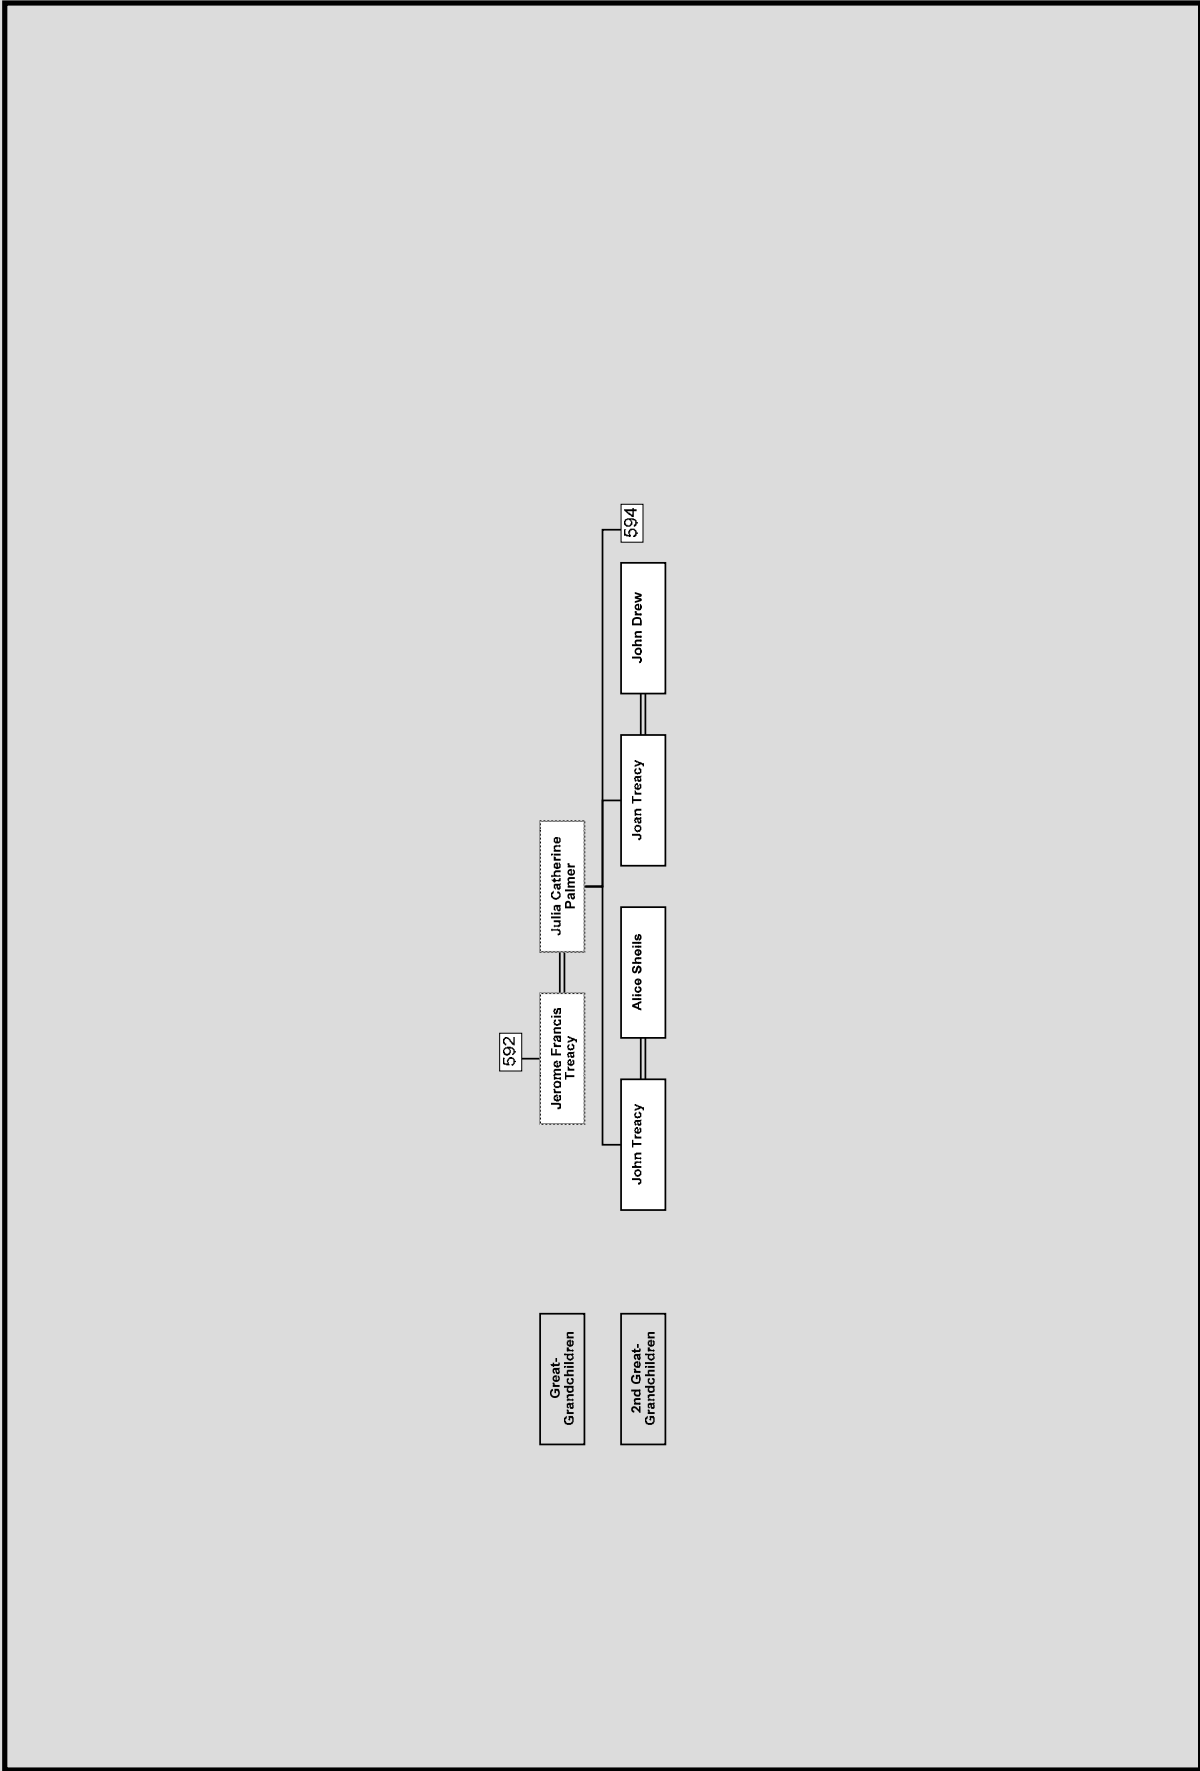 592
Great-
Grandchildren
Jerome Francis
Treacy
Julia Catherine
Palmer
2nd Great-
Grandchildren
John Treacy
Alice Sheils
Joan Treacy
John Drew
594